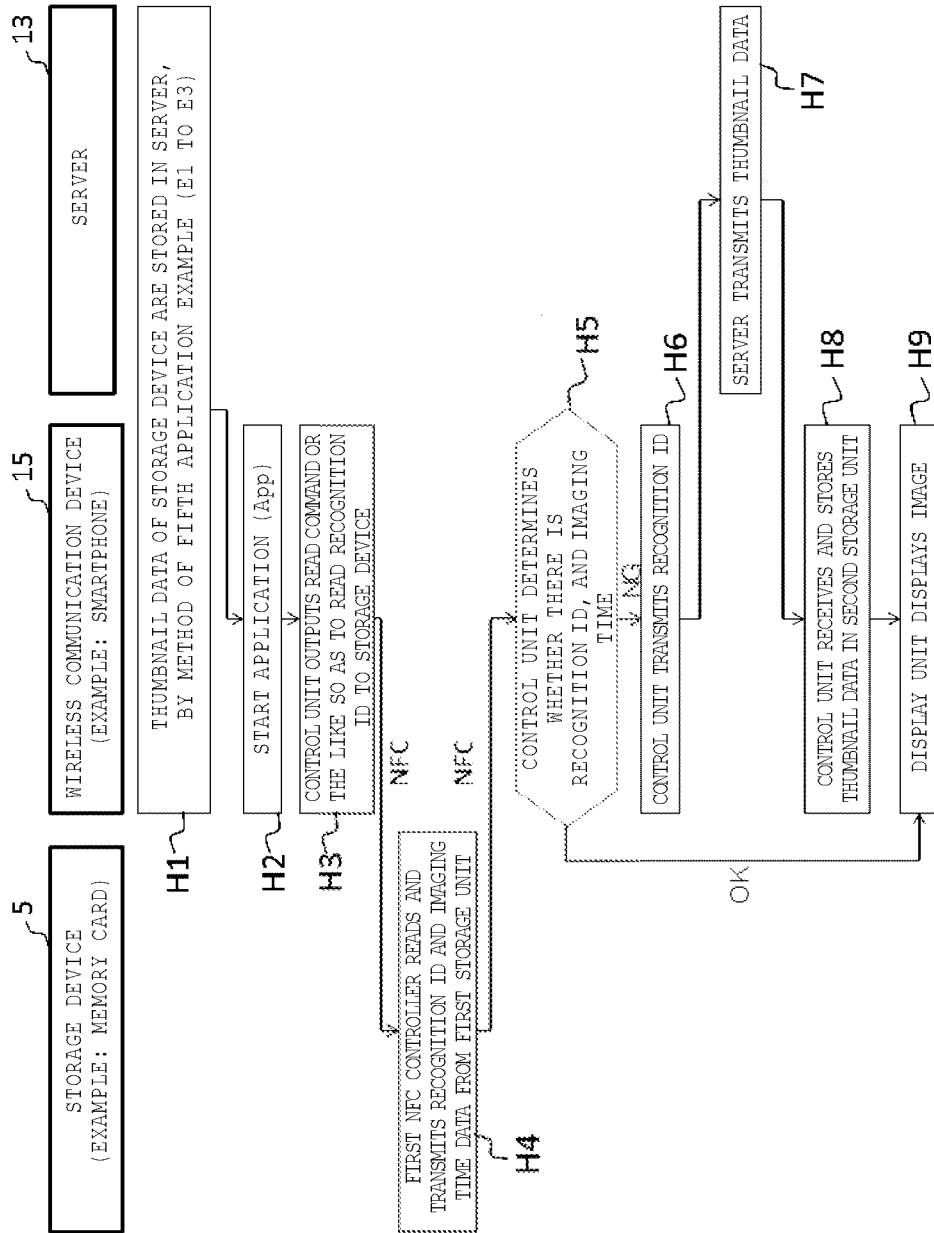 5
STORAGE DEVICE
(EXAMPLE: MEMORY CARD)
15
WIRELESS COMMUNICATION DEVICE
(EXAMPLE: SMARTPHONE)
13
SERVER
H1
THUMBNAIL DATA OF STORAGE DEVICE ARE STORED IN SERVER,
BY METHOD OF FIFTH APPLICATION EXAMPLE (E1 TO E3)
H2
START APPLICATION (App)
H3
CONTROL UNIT OUTPUTS READ COMMAND OR
THE LIKE SO AS TO READ RECOGNITION
ID TO STORAGE DEVICE
NFC
FIRST NFC CONTROLLER READS AND
TRANSMITS RECOGNITION ID AND IMAGING
TIME DATA FROM FIRST STORAGE UNIT
H4
NFC
H5
CONTROL UNIT DETERMINES
WHETHER THERE IS
RECOGNITION ID, AND IMAGING
TIME
NG
OK
H6
CONTROL UNIT TRANSMITS RECOGNITION ID
SERVER TRANSMITS THUMBNAIL DATA
H7
H8
CONTROL UNIT RECEIVES AND STORES
THUMBNAIL DATA IN SECOND STORAGE UNIT
H9
DISPLAY UNIT DISPLAYS IMAGE